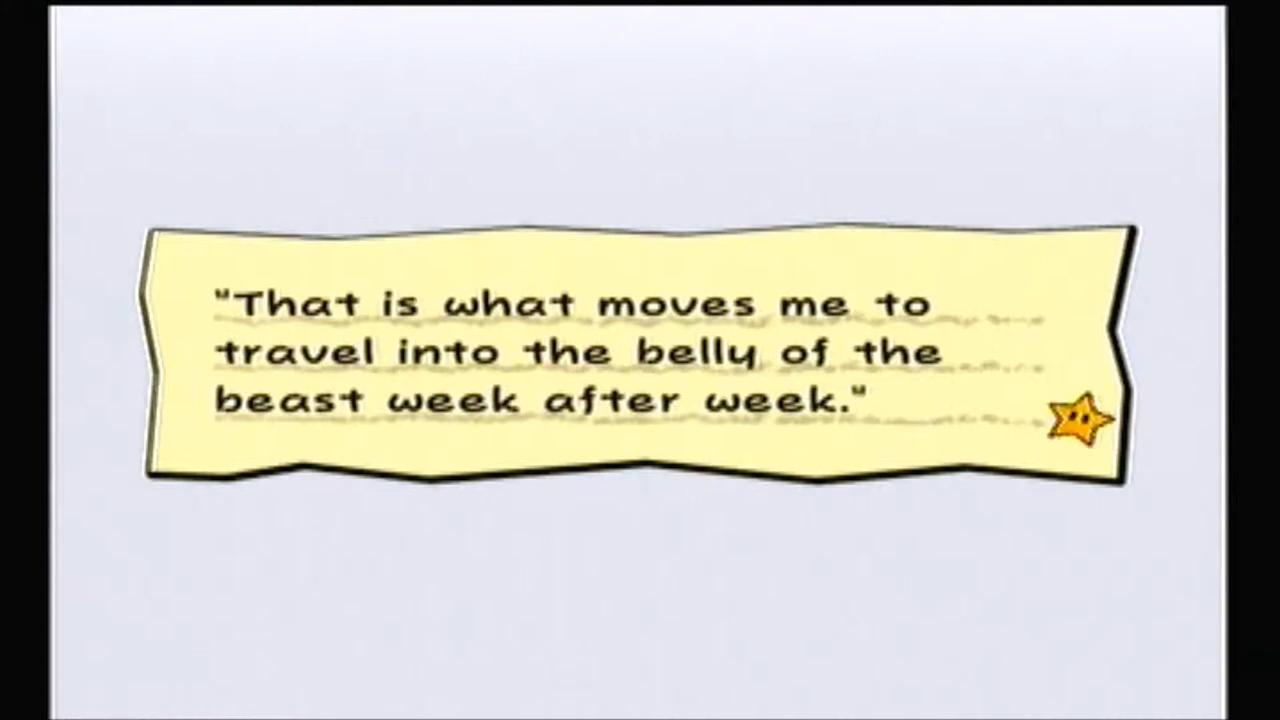 "That is what moves me to
travel into the belly of the
beast week after week."